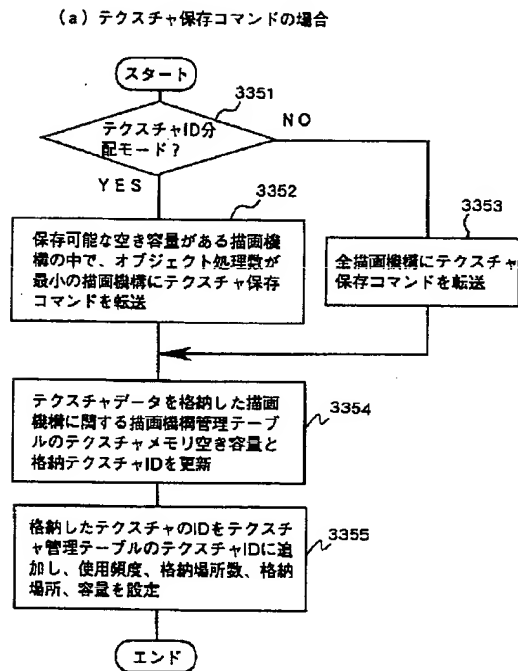 (a) テクスチャ保存コマンドの場合
スタート
3351
テクスチャID分
配モード?
NO
YES
3352
保存可能な空き容量がある描画機
構の中で、オブジェクト処理数が
最小の描画機構にテクスチャ保存
コマンドを転送
3353
全描画機構にテクスチャ
保存コマンドを転送
テクスチャデータを格納した描画
機構に関する描画機構管理テーブ
ルのテクスチャメモリ空き容量と
格納テクスチャIDを更新
3354
格納したテクスチャのIDをテクスチ
ャ管理テーブルのテクスチャIDに追
加し、使用頻度、格納場所数、格納
場所、容量を設定
3355
エンド